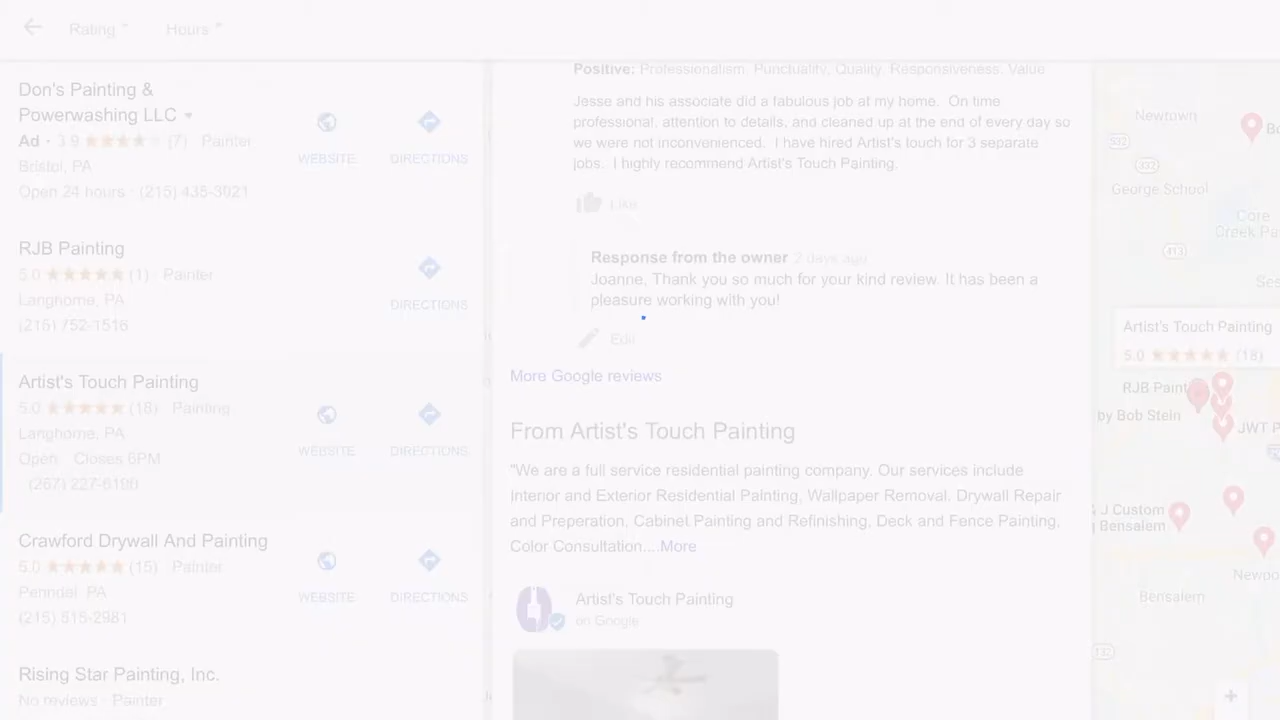 Rating
Hours
Don's Painting &
Powerwashing LLC
Ad · 3.9 (7) · Painter
Bristol, PA
Open 24 hours · (215) 435-3021
WEBSITE
DIRECTIONS
RJB Painting
5.0 (1) · Painter
Langhorne, PA
(215) 752-1516
DIRECTIONS
Artist's Touch Painting
5.0 (18) · Painting
Langhorne, PA
Open · Closes 6PM
(267) 227-6196
WEBSITE
DIRECTIONS
Crawford Drywall And Painting
5.0 (15) · Painter
Penndel, PA
(215) 515-2981
WEBSITE
DIRECTIONS
Rising Star Painting, Inc.
No reviews · Painter
Positive: Professionalism, Punctuality, Quality, Responsiveness, Value
Jesse and his associate did a fabulous job at my home. On time
professional, attention to details, and cleaned up at the end of every day so
we were not inconvenienced. I have hired Artist's touch for 3 separate
jobs. I highly recommend Artist's Touch Painting.
Like
Response from the owner 2 days ago
Joanne, Thank you so much for your kind review. It has been a
pleasure working with you!
Edit
More Google reviews
From Artist's Touch Painting
"We are a full service residential painting company. Our services include
Interior and Exterior Residential Painting, Wallpaper Removal, Drywall Repair
and Preperation, Cabinet Painting and Refinishing, Deck and Fence Painting,
Color Consultation... More
Artist's Touch Painting
on Google
Newtown
532
332
George School
Core
Creek Pa
413
Artist's Touch Painting
5.0 (18)
RJB Paint
by Bob Stein
JWT P
J Custom
Bensalem
Newpo
Bensalem
132
+